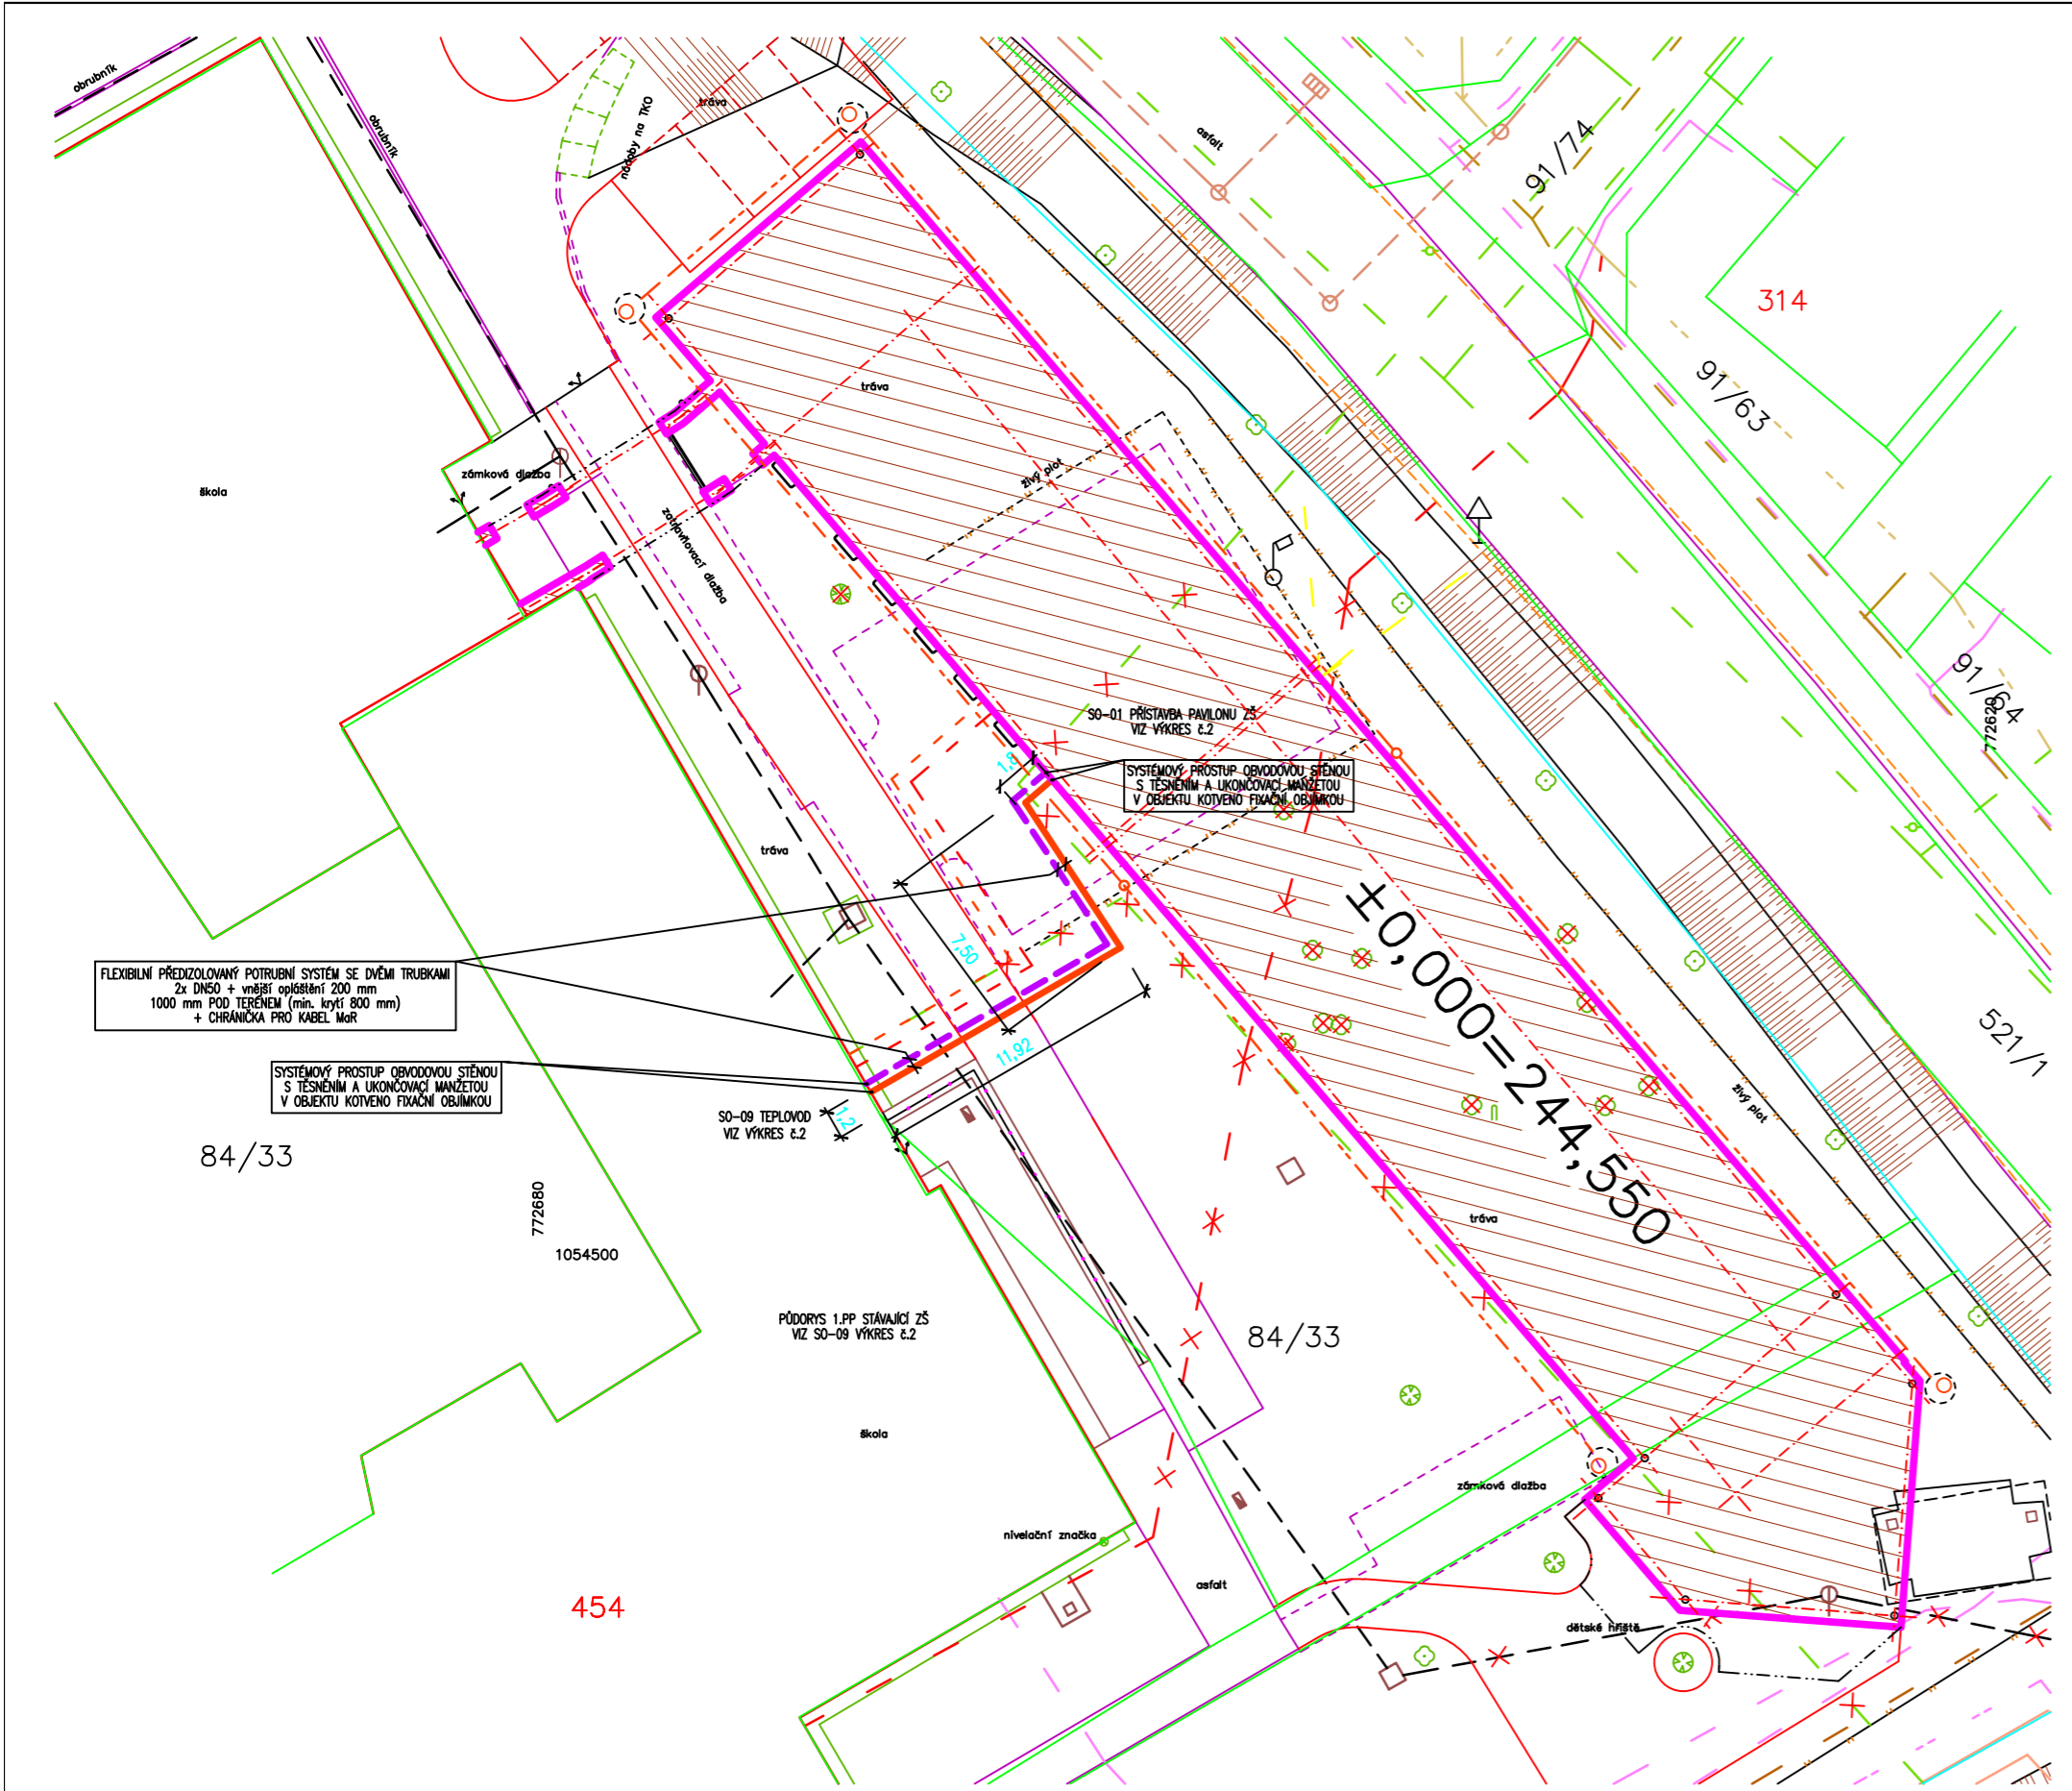 obrubník
obrubník
nádoby na TKO
tráva
asfalt
91/74
314
91/63
91/64
772620
škola
zámková dlažba
zatravňovací dlažba
tráva
živý plot
SO-01 PŘÍSTAVBA PAVILONU ZŠ
VIZ VÝKRES č.2
1,8
SYSTÉMOVÝ PROSTUP OBVODOVOU STĚNOU
S TĚSNĚNÍM A UKONČOVACÍ MANŽETOU
V OBJEKTU KOTVENO FIXAČNÍ OBJÍMKOU
tráva
±0,000=244,550
7,50
11,92
FLEXIBILNÍ PŘEDIZOLOVANÝ POTRUBNÍ SYSTÉM SE DVĚMI TRUBKAMI
2x DN50 + vnější opláštění 200 mm
1000 mm POD TERÉNEM (min. krytí 800 mm)
+ CHRÁNIČKA PRO KABEL MaR
SYSTÉMOVÝ PROSTUP OBVODOVOU STĚNOU
S TĚSNĚNÍM A UKONČOVACÍ MANŽETOU
V OBJEKTU KOTVENO FIXAČNÍ OBJÍMKOU
SO-09 TEPLOVOD
VIZ VÝKRES č.2
1,2
521/1
živý plot
84/33
772680
1054500
tráva
PŮDORYS 1.PP STÁVAJÍCÍ ZŠ
VIZ SO-09 VÝKRES č.2
84/33
škola
zámková dlažba
nivelační značka
asfalt
454
dětské hřiště